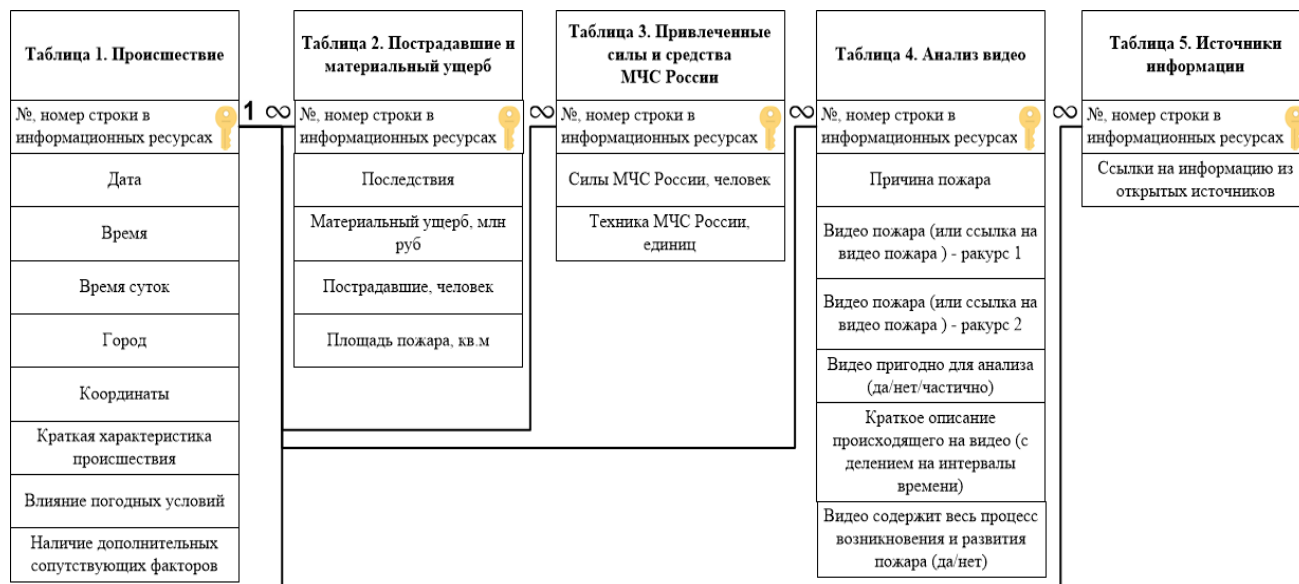 Таблица 1. Происшествие
№, номер строки в
информационных ресурсах
Дата
Время
Время суток
Город
Координаты
Краткая характеристика
происшествия
Влияние погодных условий
Наличие дополнительных
сопутствующих факторов
1 ∞
Таблица 2. Пострадавшие и
материальный ущерб
№, номер строки в
информационных ресурсах
Последствия
Материальный ущерб, млн
руб
Пострадавшие, человек
Площадь пожара, кв.м
∞
Таблица 3. Привлеченные
силы и средства
МЧС России
№, номер строки в
информационных ресурсах
Силы МЧС России, человек
Техника МЧС России,
единиц
∞
Таблица 4. Анализ видео
№, номер строки в
информационных ресурсах
Причина пожара
Видео пожара (или ссылка на
видео пожара ) - ракурс 1
Видео пожара (или ссылка на
видео пожара ) - ракурс 2
Видео пригодно для анализа
(да/нет/частично)
Краткое описание
происходящего на видео (с
делением на интервалы
времени)
Видео содержит весь процесс
возникновения и развития
пожара (да/нет)
∞
Таблица 5. Источники
информации
№, номер строки в
информационных ресурсах
Ссылки на информацию из
открытых источников